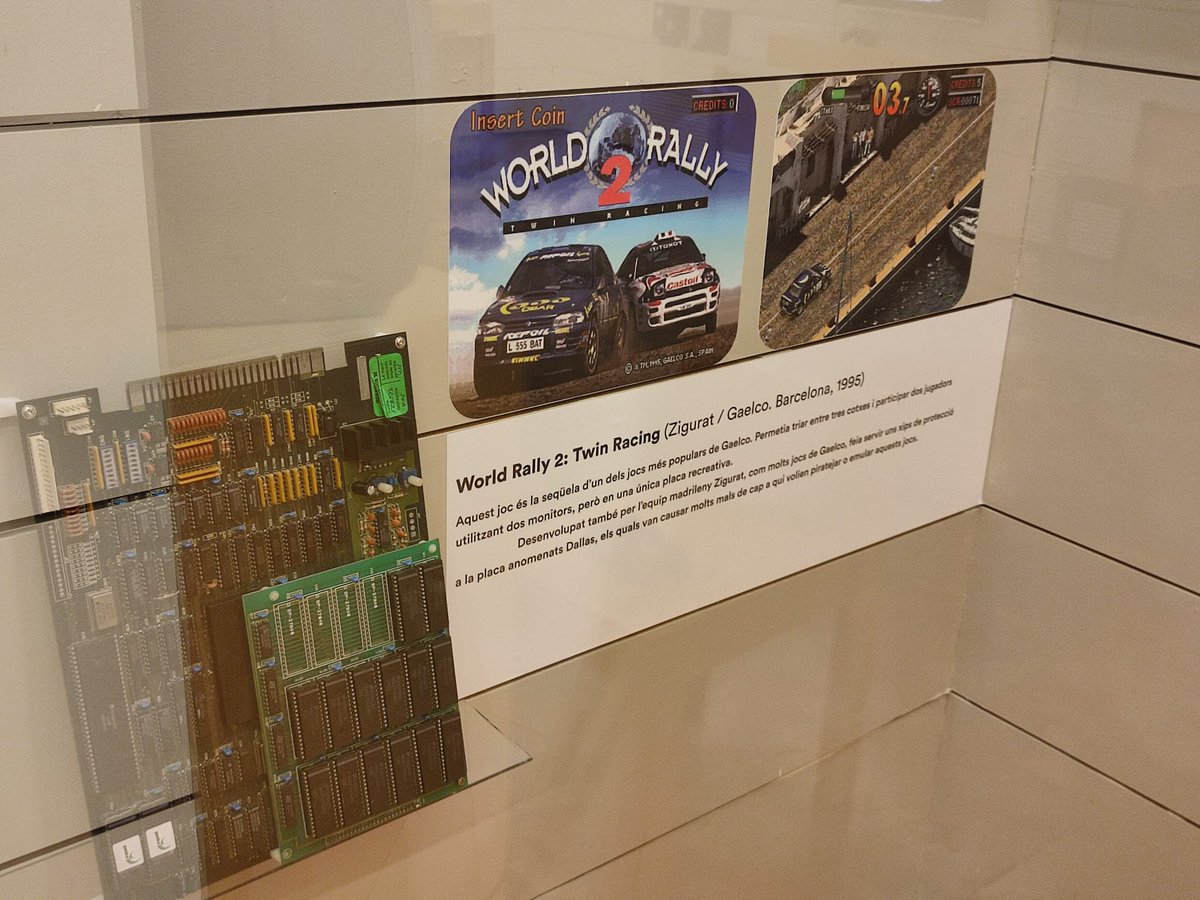 Insert Coin
CREDITS 0
WORLD RALLY
2
TWIN RACING
REPSOL
Castrol
L 555 BAT
REPSOL
© A TH, 1995, GAELCO S.A., SPAIN
03.7
CREDITS 5
World Rally 2: Twin Racing (Zigurat / Gaelco. Barcelona, 1995)
Aquest joc és la seqüela d'un dels jocs més populars de Gaelco. Permetia triar entre tres cotxes i participar dos jugadors
utilitzant dos monitors, però en una única placa recreativa.
Desenvolupat també per l'equip madrileny Zigurat, com molts jocs de Gaelco, feia servir uns xips de protecció
a la placa anomenats Dallas, els quals van causar molts mals de cap a qui volien piratejar o emular aquests jocs.